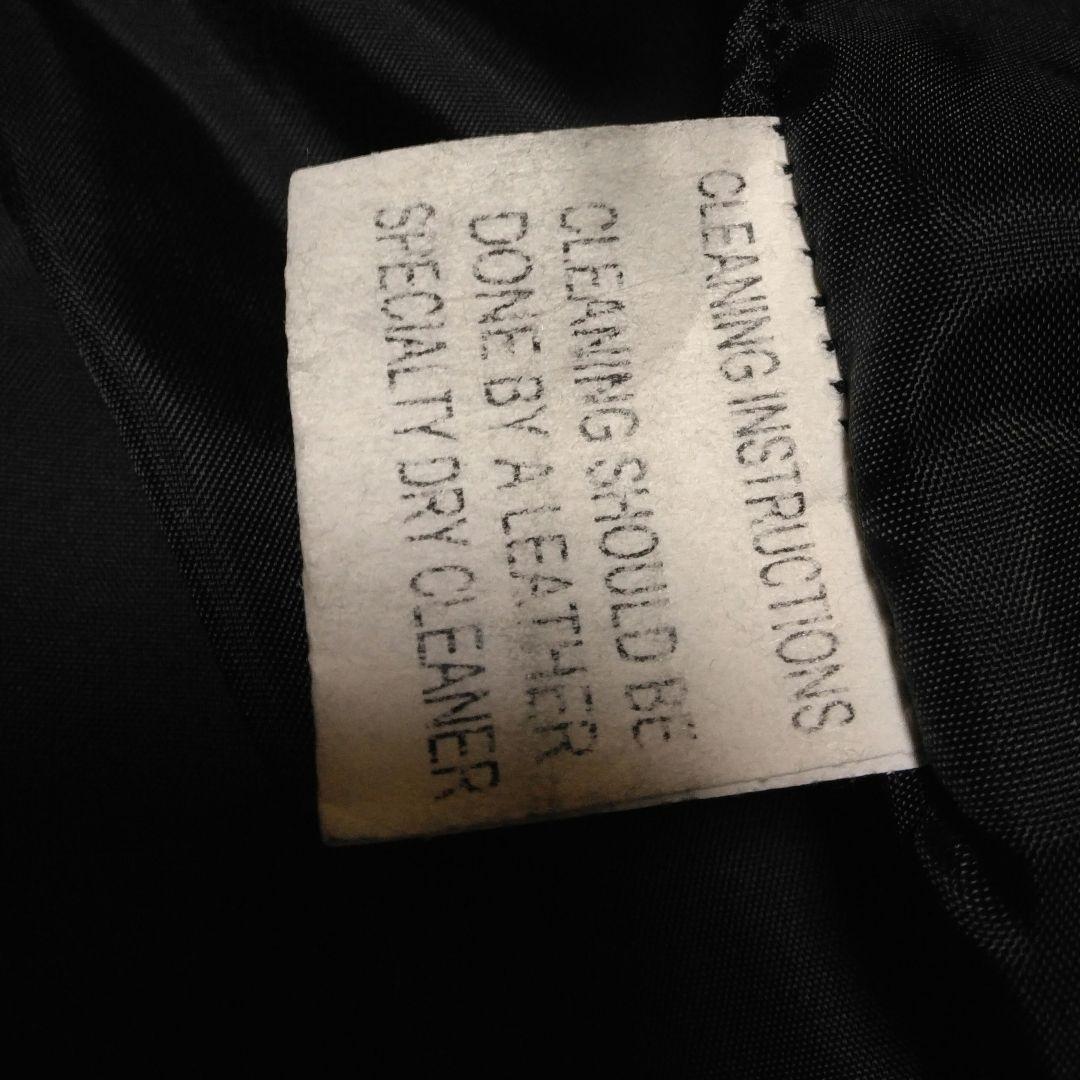 CLEANING INSTRUCTIONS
CLEANING SHOULD BE
DONE BY A LEATHER
SPECIALTY DRY CLEANER